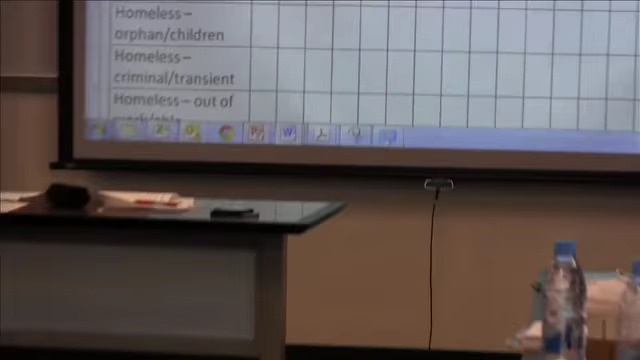 Homeless –
orphan/children
Homeless –
criminal/transient
Homeless – out of